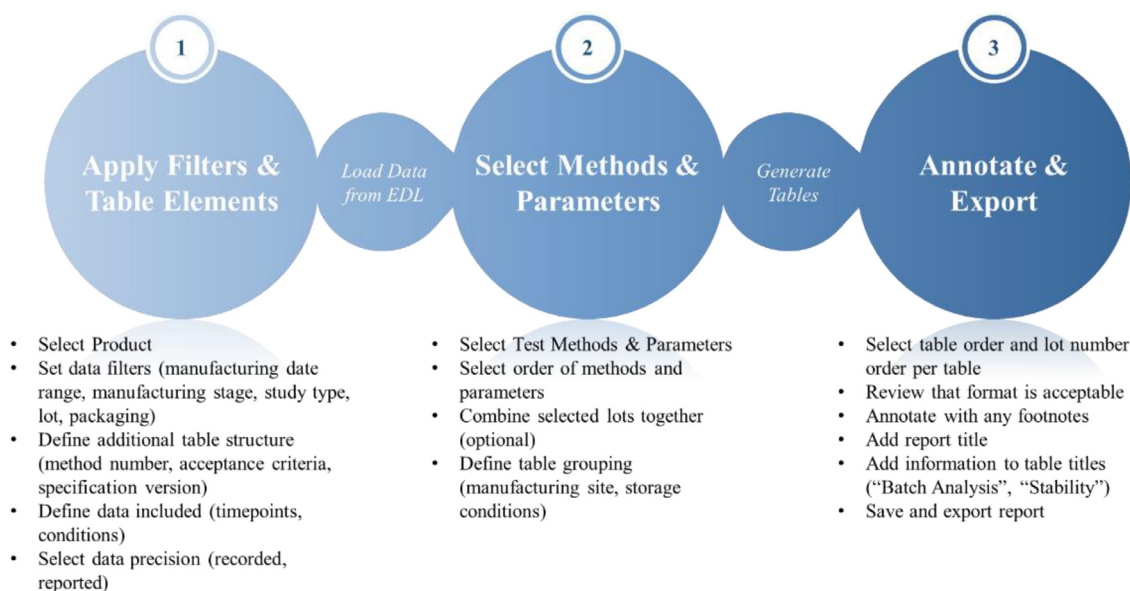 1
Apply Filters &
Table Elements
Load Data
from EDL
2
Select Methods &
Parameters
Generate
Tables
3
Annotate &
Export
• Select Product
• Set data filters (manufacturing date
range, manufacturing stage, study type,
lot, packaging)
• Define additional table structure
(method number, acceptance criteria,
specification version)
• Define data included (timepoints,
conditions)
• Select data precision (recorded,
reported)
• Select Test Methods & Parameters
• Select order of methods and
parameters
• Combine selected lots together
(optional)
• Define table grouping
(manufacturing site, storage
conditions)
• Select table order and lot number
order per table
• Review that format is acceptable
• Annotate with any footnotes
• Add report title
• Add information to table titles
(“Batch Analysis”, “Stability”)
• Save and export report